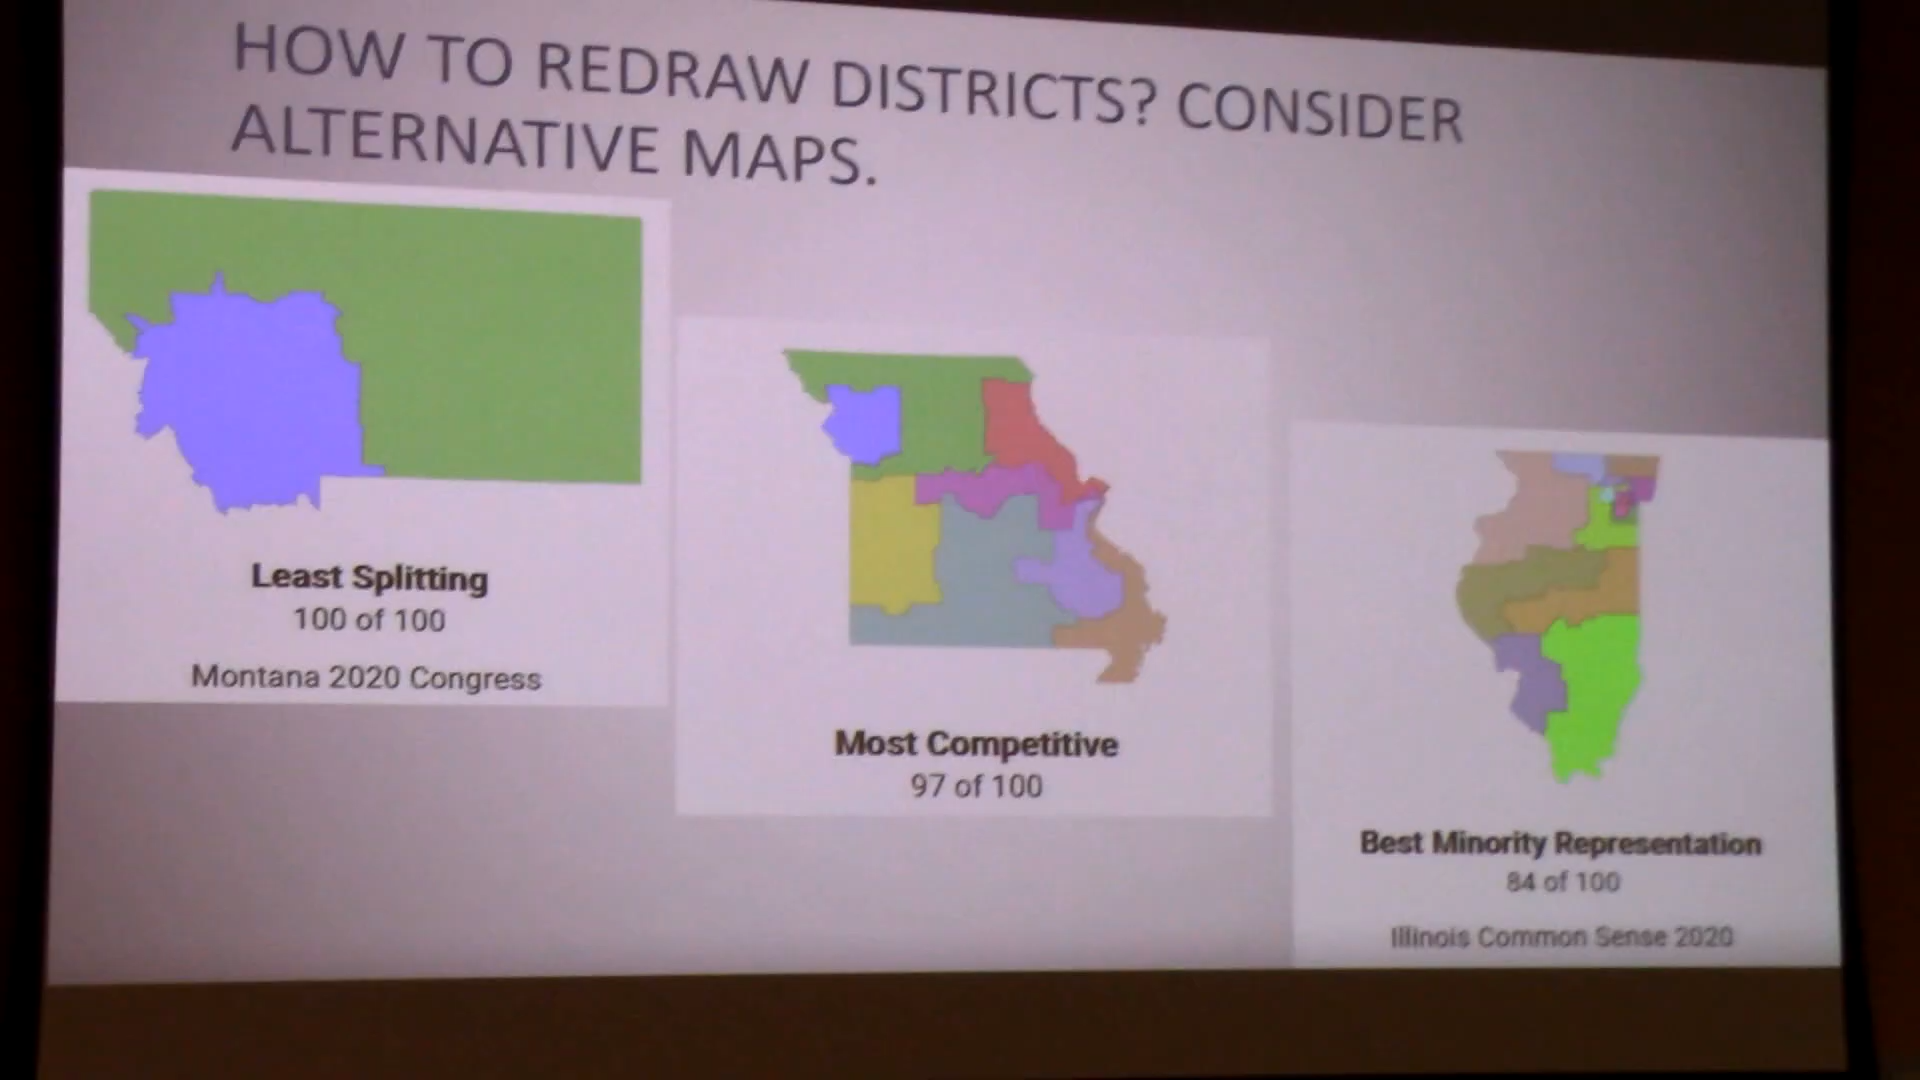 HOW TO REDRAW DISTRICTS? CONSIDER
ALTERNATIVE MAPS.
Least Splitting
100 of 100
Montana 2020 Congress
Most Competitive
97 of 100
Best Minority Representation
84 of 100
Illinois Common Sense 2020